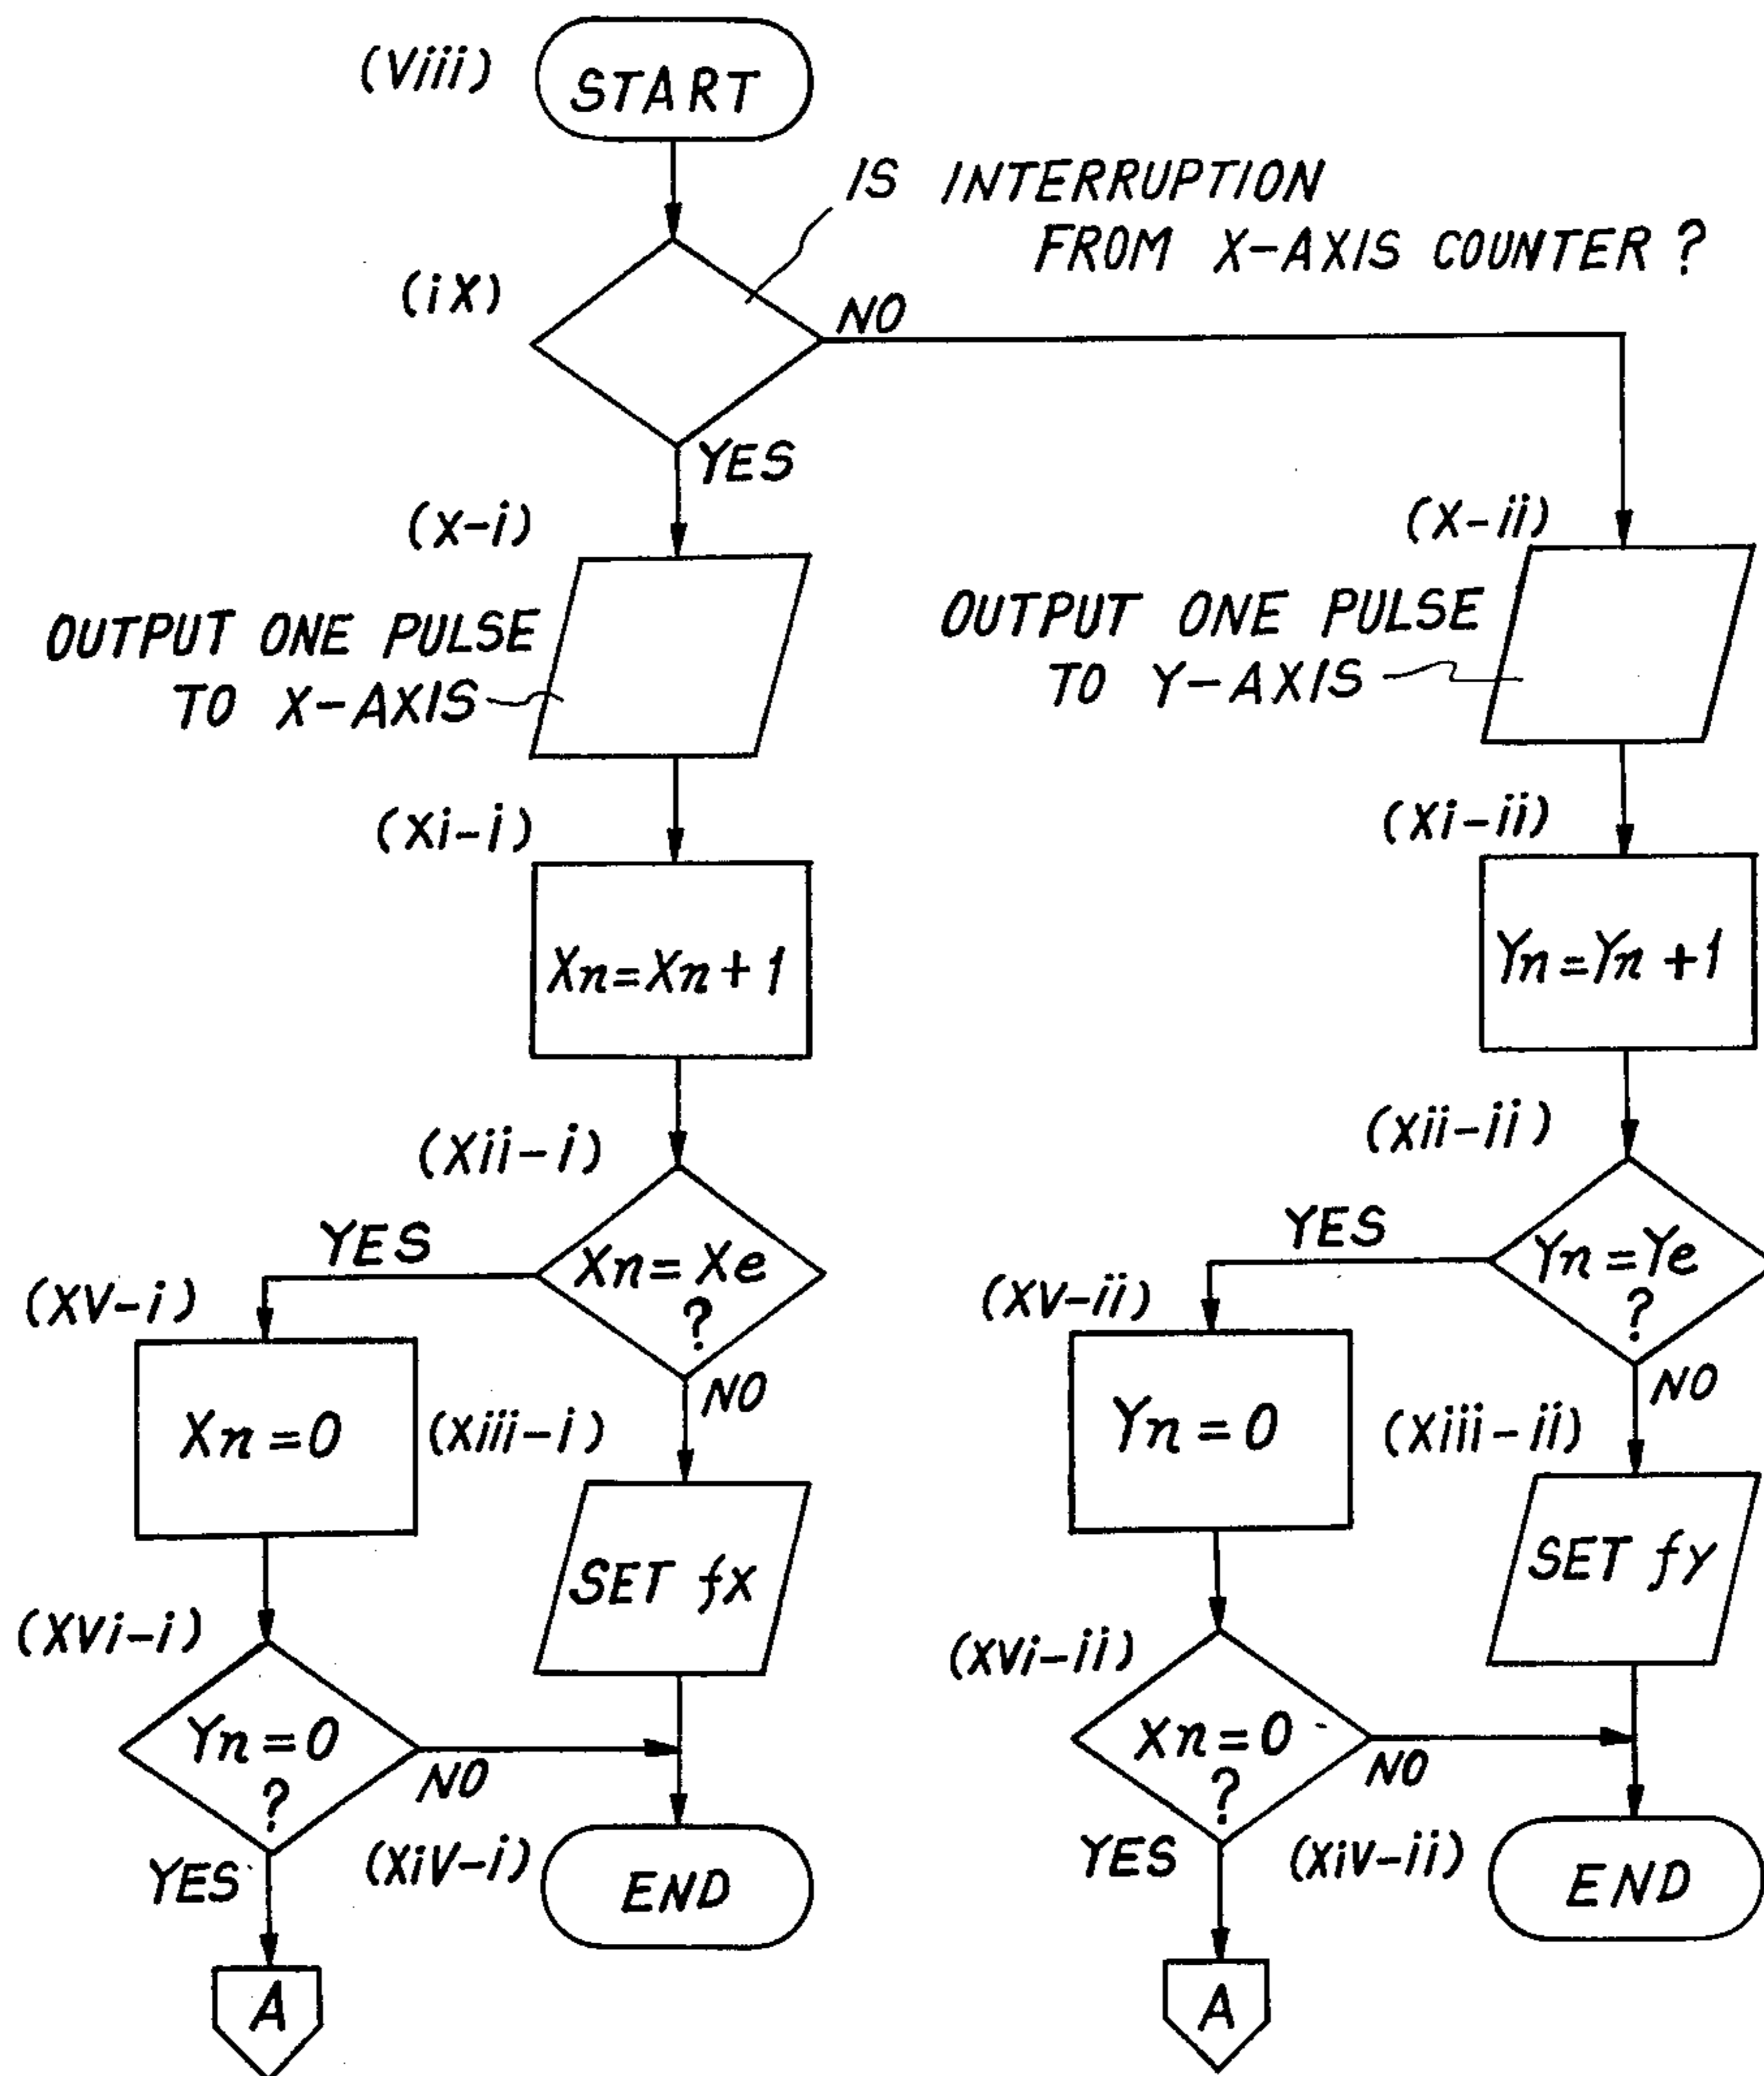 (Viii)
START
IS INTERRUPTION
FROM X-AXIS COUNTER ?
(iX)
NO
YES
(X-i)
OUTPUT ONE PULSE
TO X-AXIS
(X-ii)
OUTPUT ONE PULSE
TO Y-AXIS
(Xi-i)
Xn=Xn+1
(Xi-ii)
Yn=Yn+1
(Xii-i)
Xn=Xe
?
YES
NO
(Xii-ii)
Yn=Ye
?
YES
NO
(XV-i)
Xn=0
(Xiii-i)
SET fX
(XV-ii)
Yn=0
(Xiii-ii)
SET fY
(XVi-i)
Yn=0
?
NO
YES
(XiV-i)
END
A
(XVi-ii)
Xn=0
?
NO
YES
(XiV-ii)
END
A